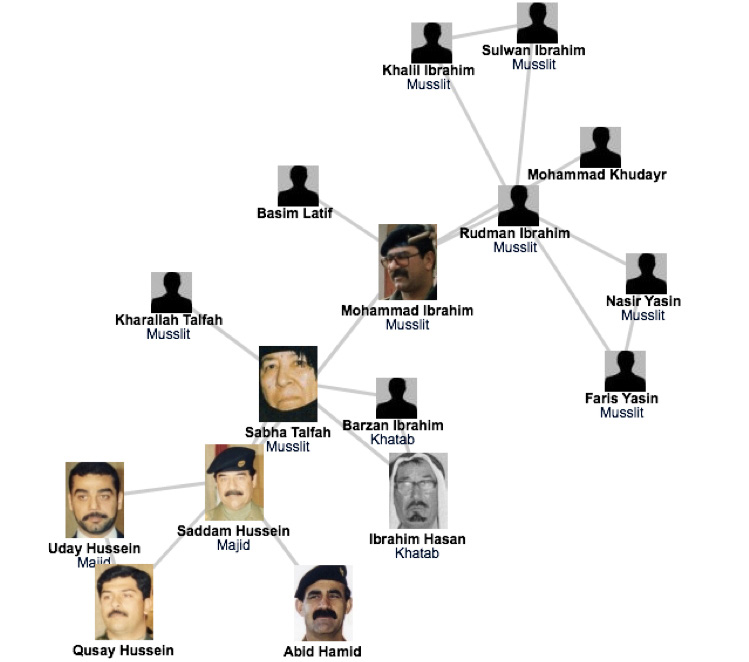 Sulwan Ibrahim
Musslit
Khalil Ibrahim
Musslit
Mohammad Khudayr
Basim Latif
Rudman Ibrahim
Musslit
Mohammad Ibrahim
Musslit
Nasir Yasin
Musslit
Kharallah Talfah
Musslit
Faris Yasin
Musslit
Sabha Talfah
Musslit
Barzan Ibrahim
Khatab
Saddam Hussein
Majid
Ibrahim Hasan
Khatab
Uday Hussein
Majid
Qusay Hussein
Abid Hamid